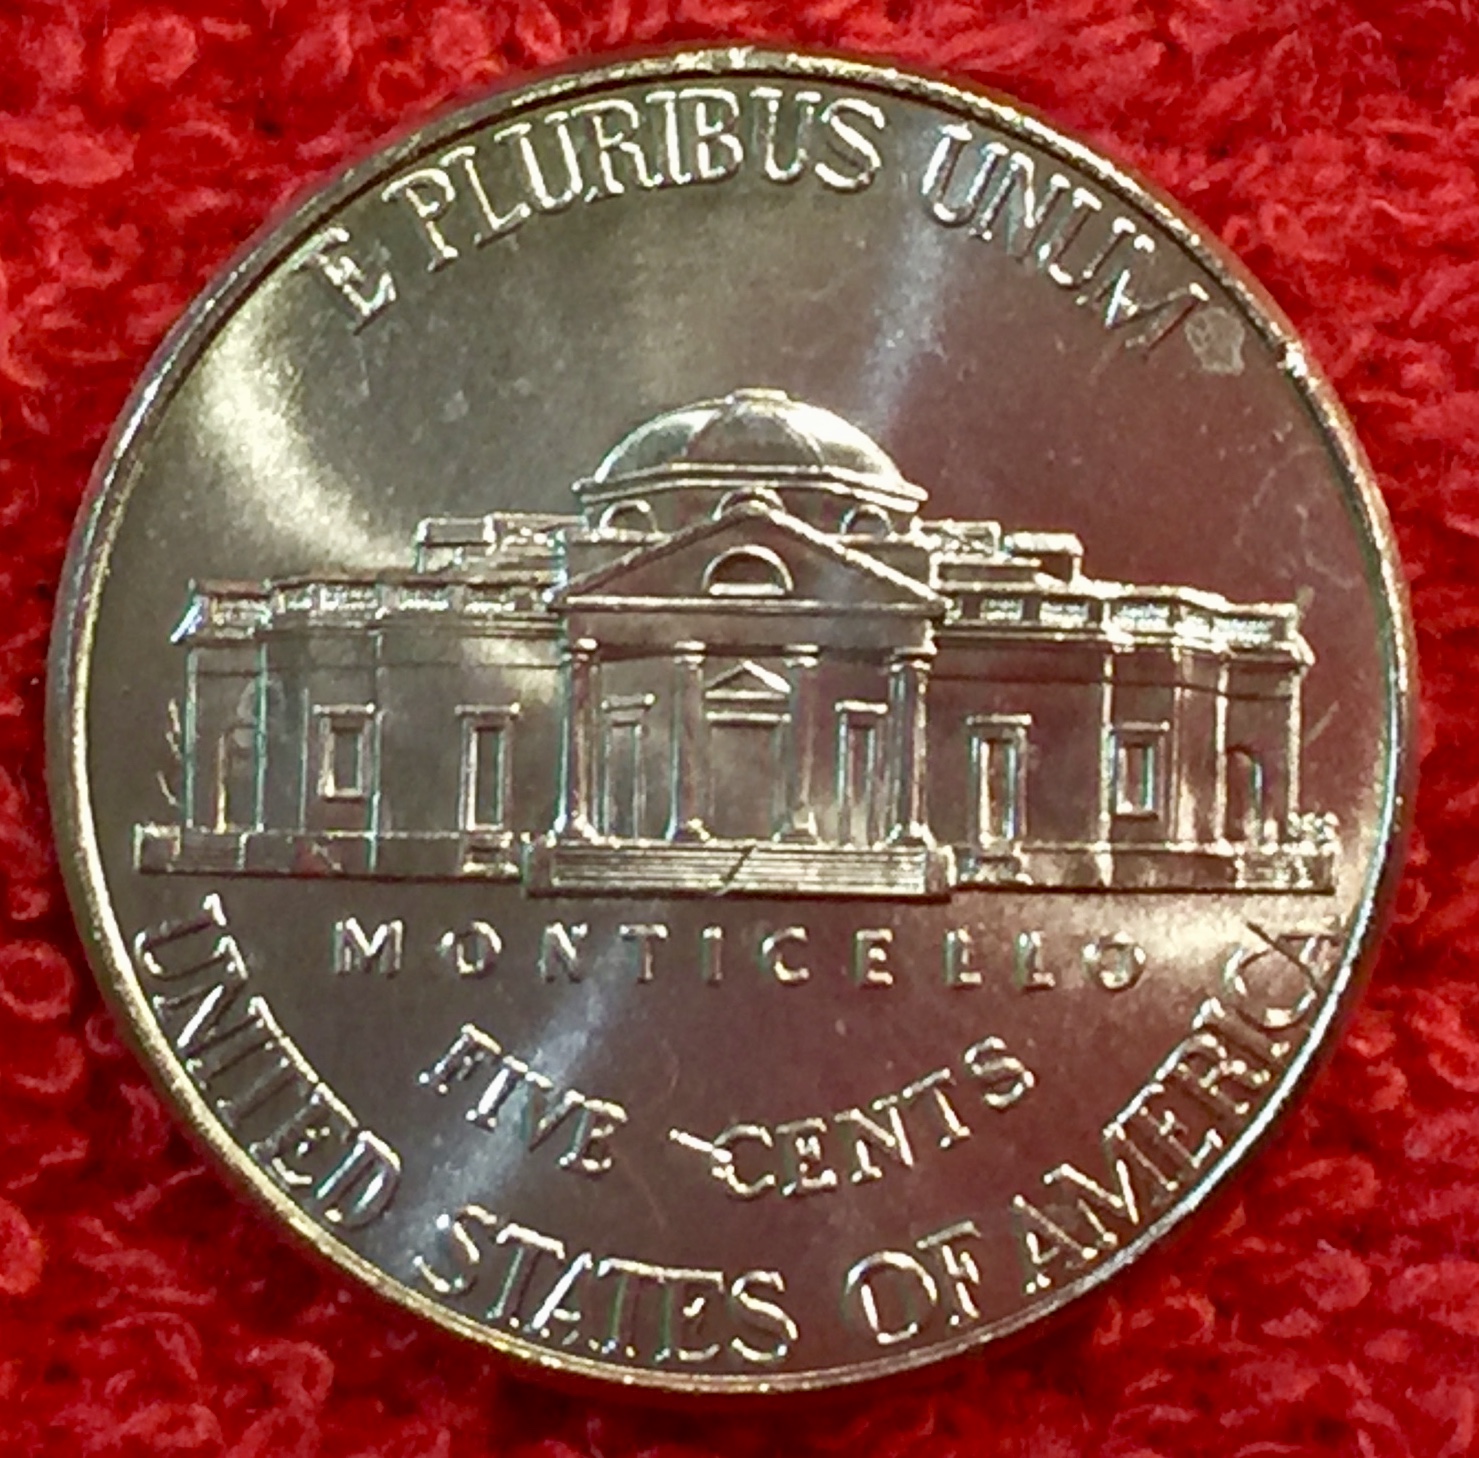 E PLURIBUS UNUM
MONTICELLO
FIVE CENTS
UNITED STATES OF AMERICA